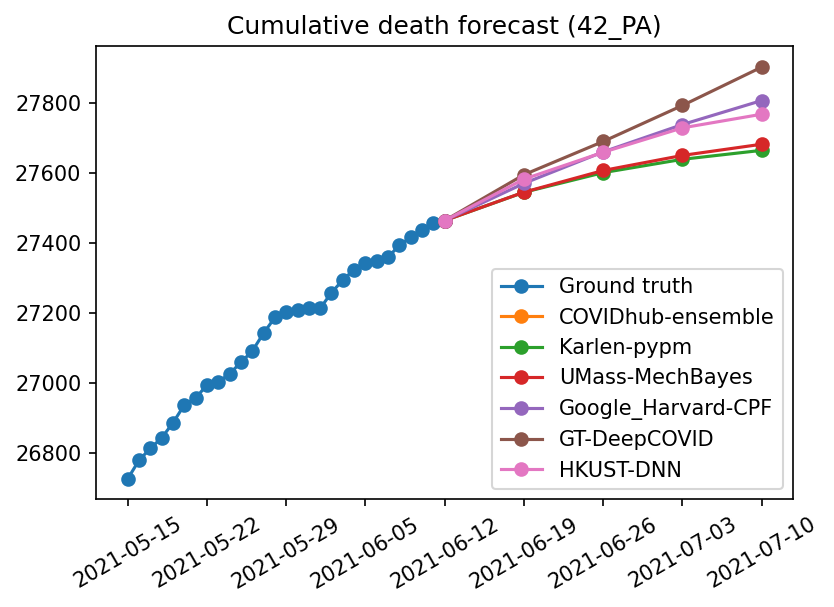 Cumulative death forecast (42_PA)
27800
27600
27400
27200
27000
26800
Ground truth
COVIDhub-ensemble
Karlen-pypm
UMass-MechBayes
Google_Harvard-CPF
GT-DeepCOVID
HKUST-DNN
2021-05-15
2021-05-22
2021-05-29
2021-06-05
2021-06-12
2021-06-19
2021-06-26
2021-07-03
2021-07-10